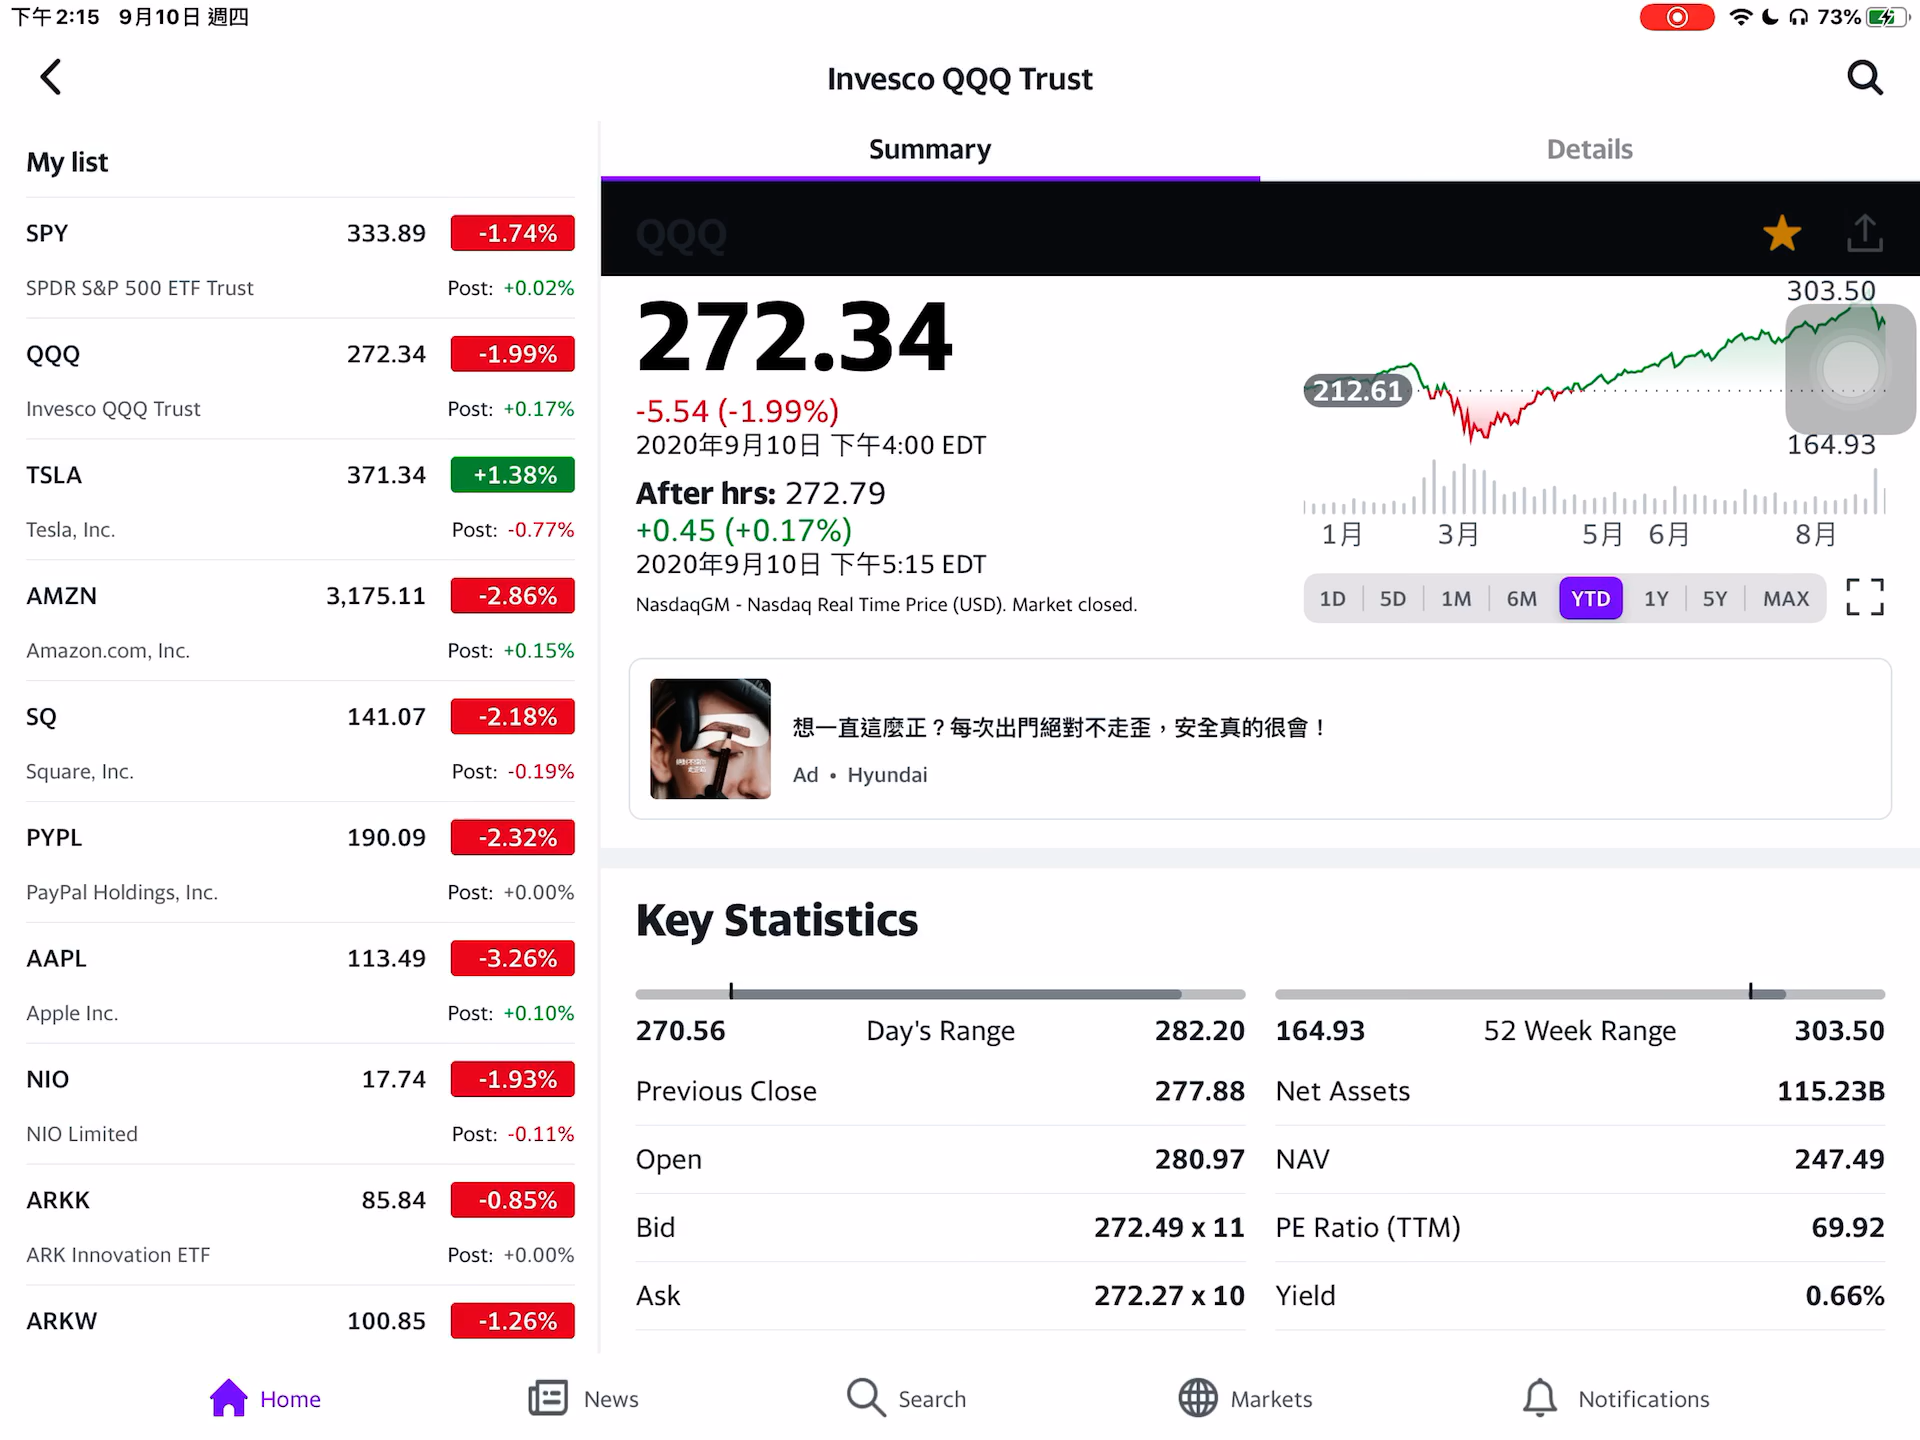 下午2:15 9月10日 週四
73%
Invesco QQQ Trust
My list
SPY 333.89 -1.74%
SPDR S&P 500 ETF Trust Post: +0.02%
QQQ 272.34 -1.99%
Invesco QQQ Trust Post: +0.17%
TSLA 371.34 +1.38%
Tesla, Inc. Post: -0.77%
AMZN 3,175.11 -2.86%
Amazon.com, Inc. Post: +0.15%
SQ 141.07 -2.18%
Square, Inc. Post: -0.19%
PYPL 190.09 -2.32%
PayPal Holdings, Inc. Post: +0.00%
AAPL 113.49 -3.26%
Apple Inc. Post: +0.10%
NIO 17.74 -1.93%
NIO Limited Post: -0.11%
ARKK 85.84 -0.85%
ARK Innovation ETF Post: +0.00%
ARKW 100.85 -1.26%
Summary Details
QQQ
272.34
-5.54 (-1.99%)
2020年9月10日 下午4:00 EDT
After hrs: 272.79
+0.45 (+0.17%)
2020年9月10日 下午5:15 EDT
NasdaqGM - Nasdaq Real Time Price (USD). Market closed.
303.50
212.61
164.93
1月 3月 5月 6月 8月
1D 5D 1M 6M YTD 1Y 5Y MAX
想一直這麼正？每次出門絕對不走歪，安全真的很會！
Ad • Hyundai
Key Statistics
270.56 Day's Range 282.20
Previous Close 277.88
Open 280.97
Bid 272.49 x 11
Ask 272.27 x 10
164.93 52 Week Range 303.50
Net Assets 115.23B
NAV 247.49
PE Ratio (TTM) 69.92
Yield 0.66%
Home News Search Markets Notifications